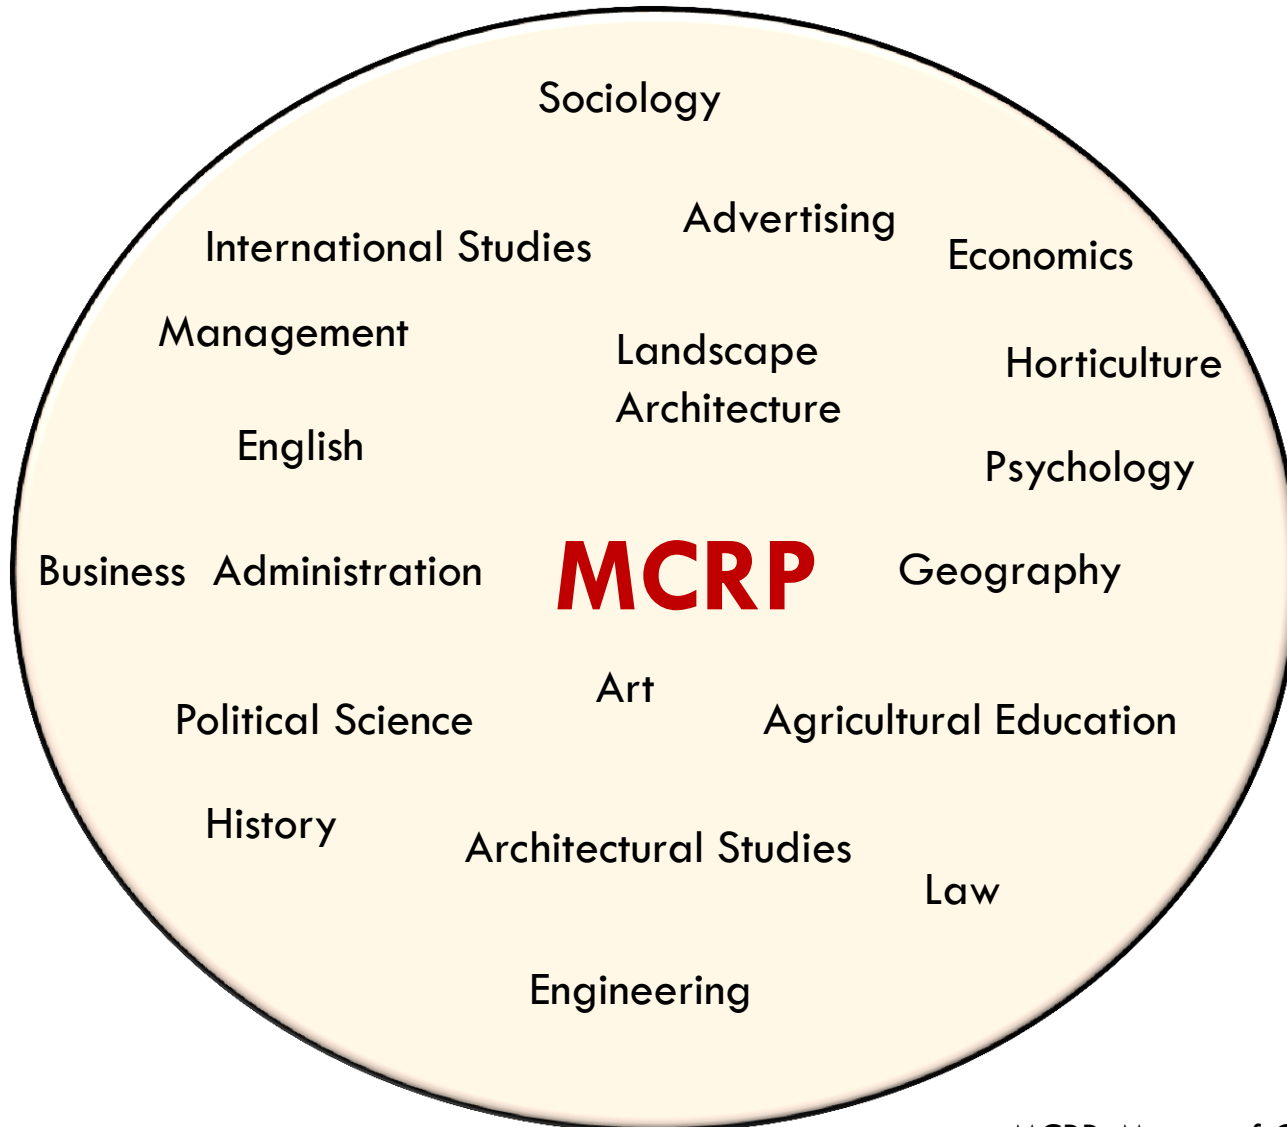 Sociology
Advertising
International Studies
Economics
Management
Landscape
Architecture
Horticulture
English
Psychology
Business Administration
MCRP
Geography
Art
Political Science
Agricultural Education
History
Architectural Studies
Law
Engineering